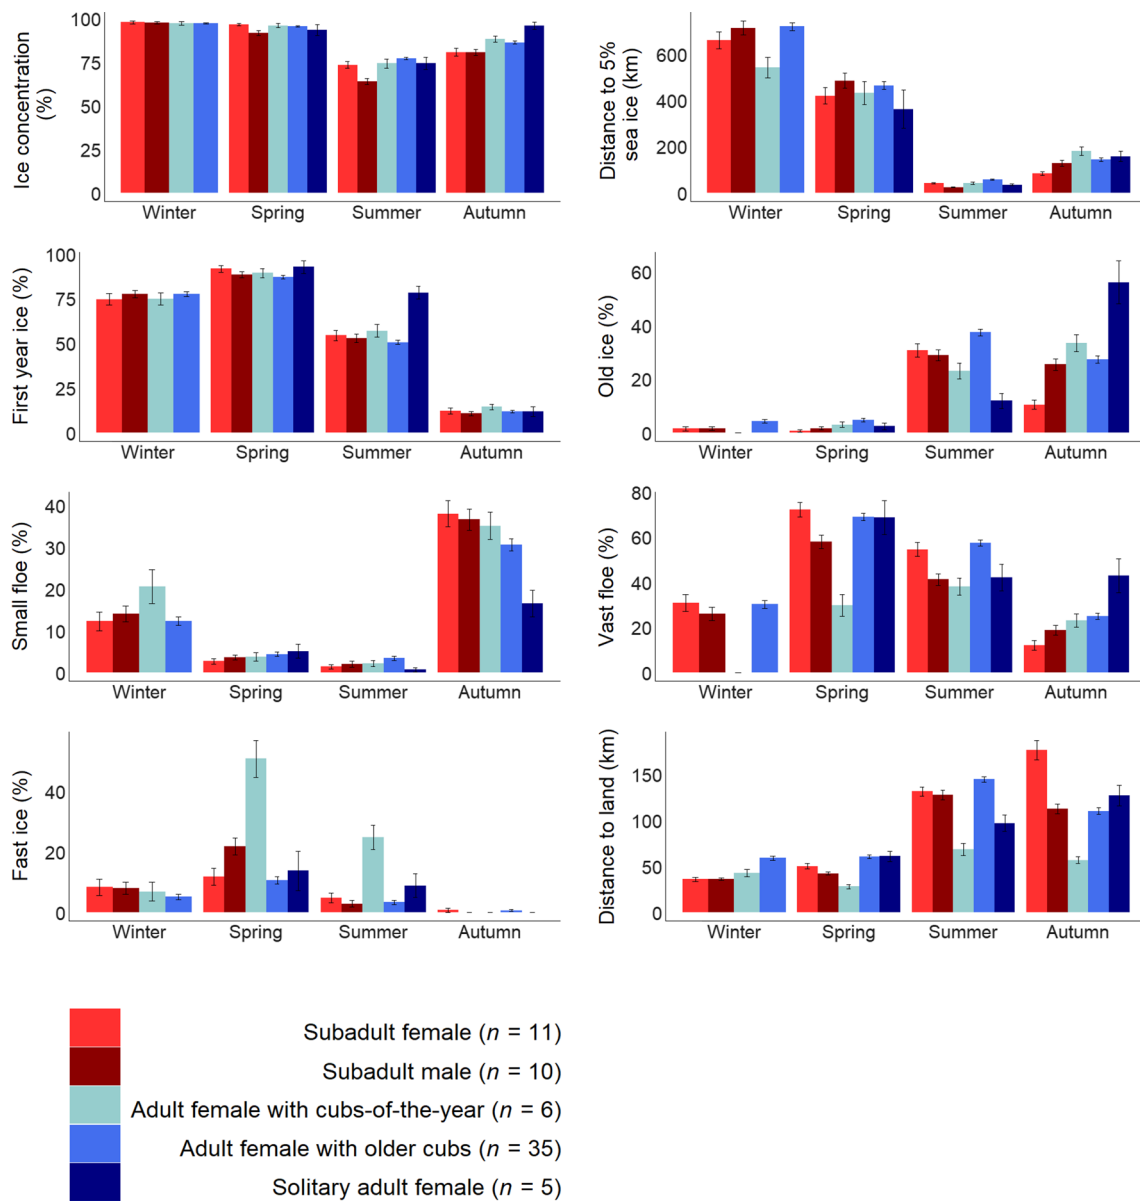 Ice concentration
(%)
100
75
50
25
0
Winter Spring Summer Autumn
Distance to 5%
sea ice (km)
600
400
200
0
Winter Spring Summer Autumn
First year ice (%)
100
75
50
25
0
Winter Spring Summer Autumn
Old ice (%)
60
40
20
0
Winter Spring Summer Autumn
Small floe (%)
40
30
20
10
0
Winter Spring Summer Autumn
Vast floe (%)
80
60
40
20
0
Winter Spring Summer Autumn
Fast ice (%)
40
20
0
Winter Spring Summer Autumn
Distance to land (km)
150
100
50
0
Winter Spring Summer Autumn
Subadult female (n = 11)
Subadult male (n = 10)
Adult female with cubs-of-the-year (n = 6)
Adult female with older cubs (n = 35)
Solitary adult female (n = 5)